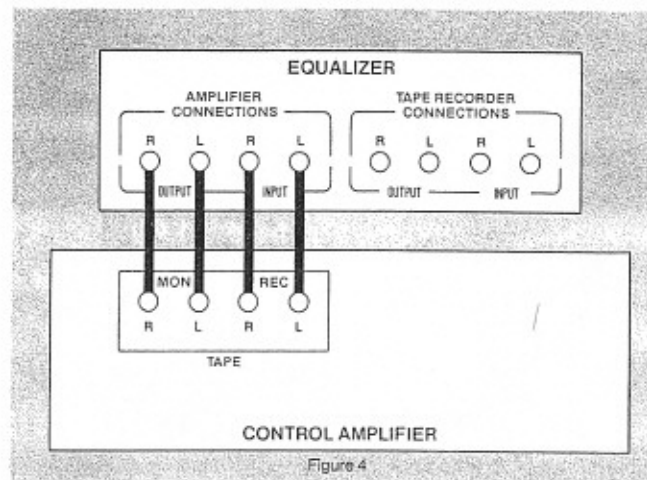 EQUALIZER
AMPLIFIER
CONNECTIONS
TAPE RECORDER
CONNECTIONS
R L R L
R L R L
OUTPUT INPUT
OUTPUT INPUT
MON REC
R L R L
TAPE
CONTROL AMPLIFIER
Figure 4